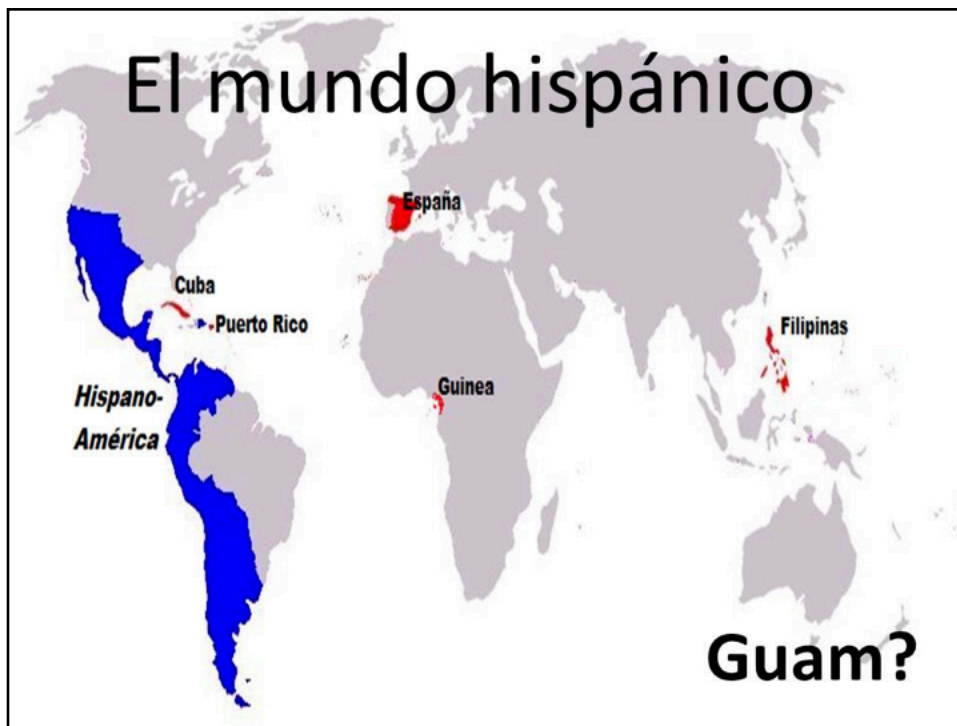 El mundo hispánico
España
Cuba
Puerto Rico
Filipinas
Guinea
Hispano-
América
Guam?